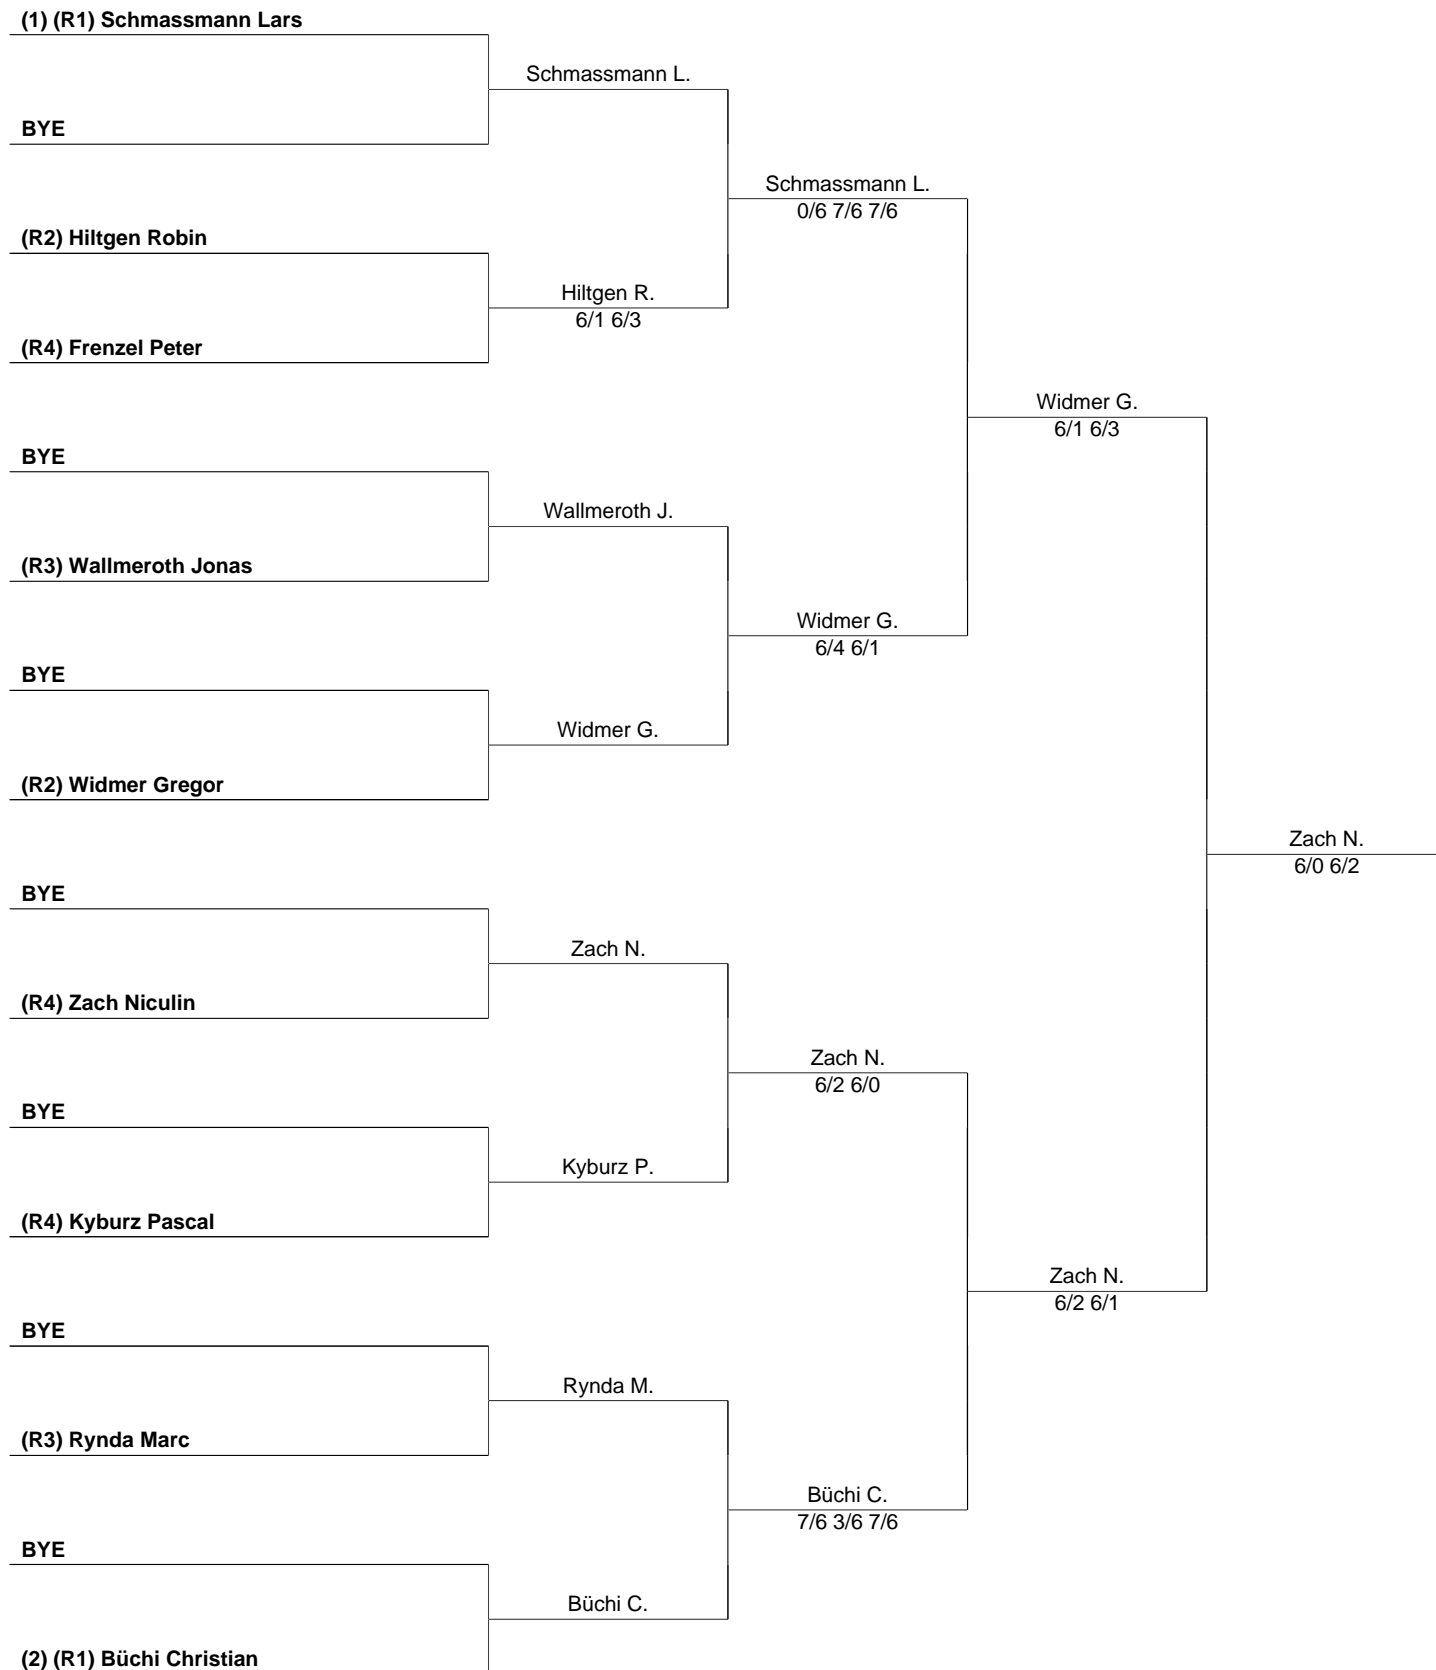 (1) (R1) Schmassmann Lars
Schmassmann L.
BYE
Schmassmann L.
0/6 7/6 7/6
(R2) Hiltgen Robin
Hiltgen R.
6/1 6/3
(R4) Frenzel Peter
Widmer G.
6/1 6/3
BYE
Wallmeroth J.
(R3) Wallmeroth Jonas
Widmer G.
6/4 6/1
BYE
Widmer G.
(R2) Widmer Gregor
Zach N.
6/0 6/2
BYE
Zach N.
(R4) Zach Niculin
Zach N.
6/2 6/0
BYE
Kyburz P.
(R4) Kyburz Pascal
Zach N.
6/2 6/1
BYE
Rynda M.
(R3) Rynda Marc
Büchi C.
7/6 3/6 7/6
BYE
Büchi C.
(2) (R1) Büchi Christian